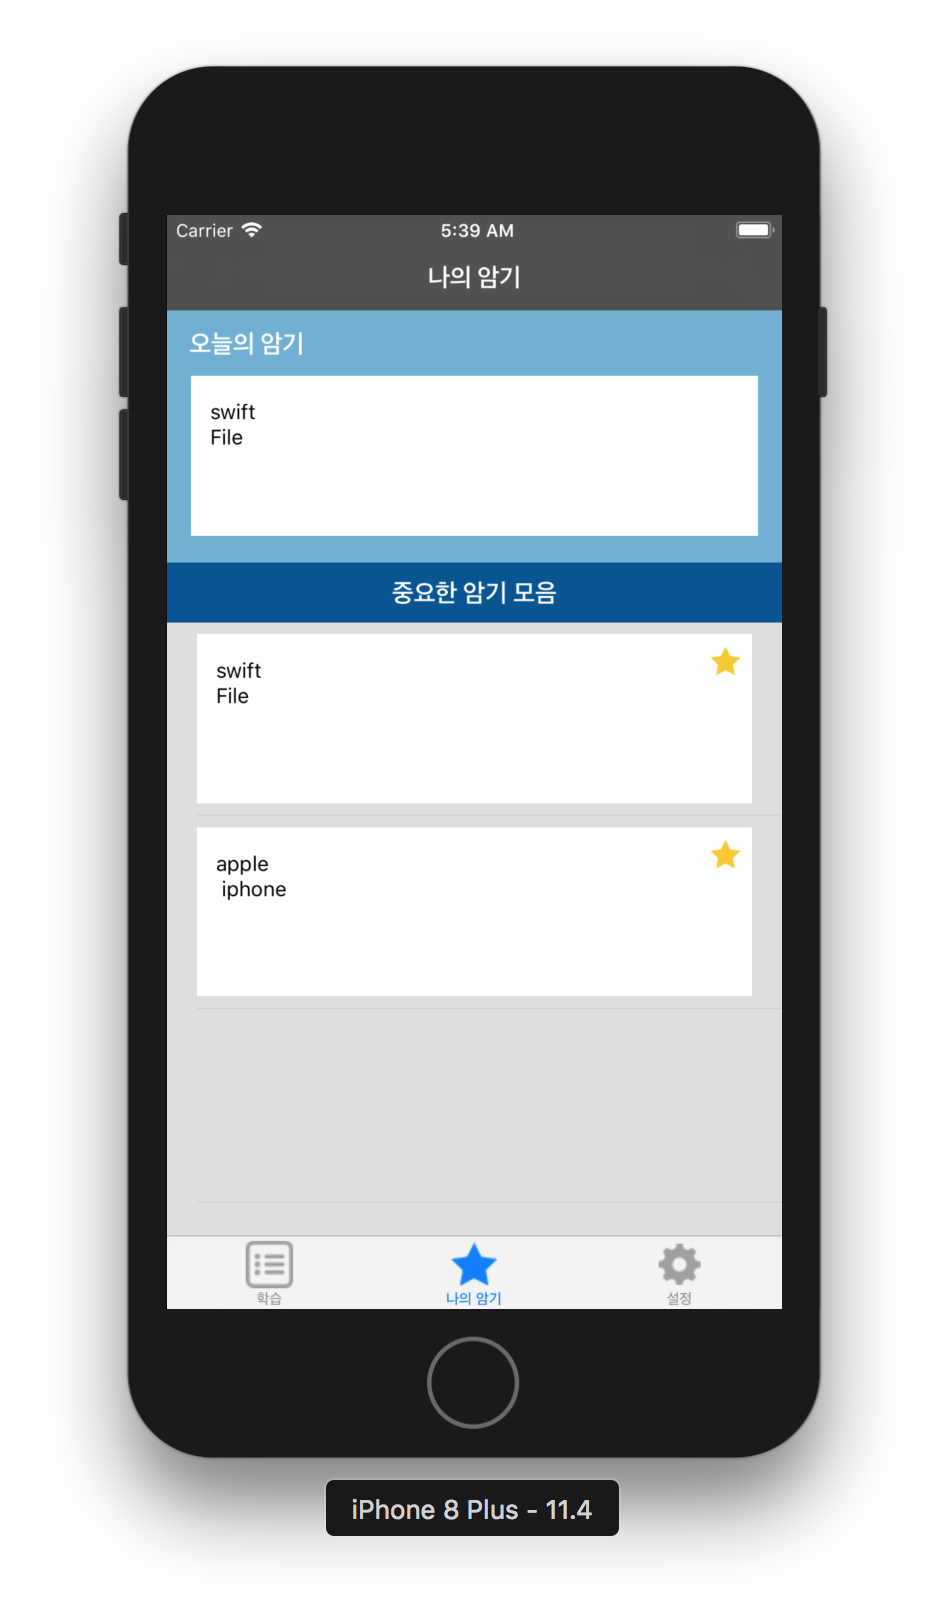 Carrier 5:39 AM
나의 암기
오늘의 암기
swift
File
중요한 암기 모음
swift
File
apple
iphone
학습 나의 암기 설정
iPhone 8 Plus - 11.4